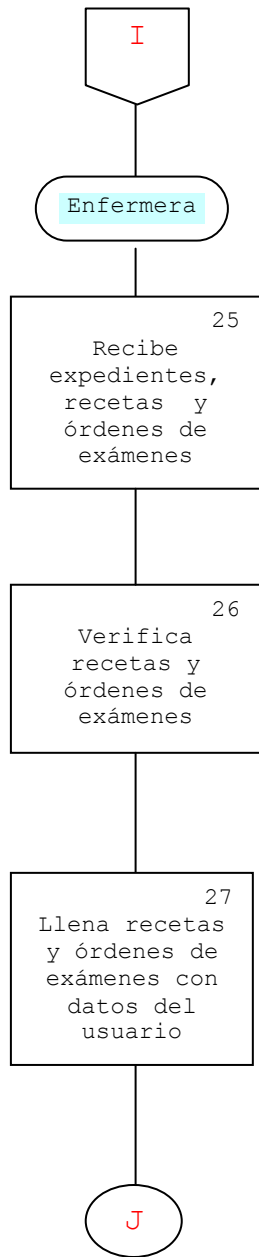 I
Enfermera
25
Recibe
expedientes,
recetas y
órdenes de
exámenes
26
Verifica
recetas y
órdenes de
exámenes
27
Llena recetas
y órdenes de
exámenes con
datos del
usuario
J